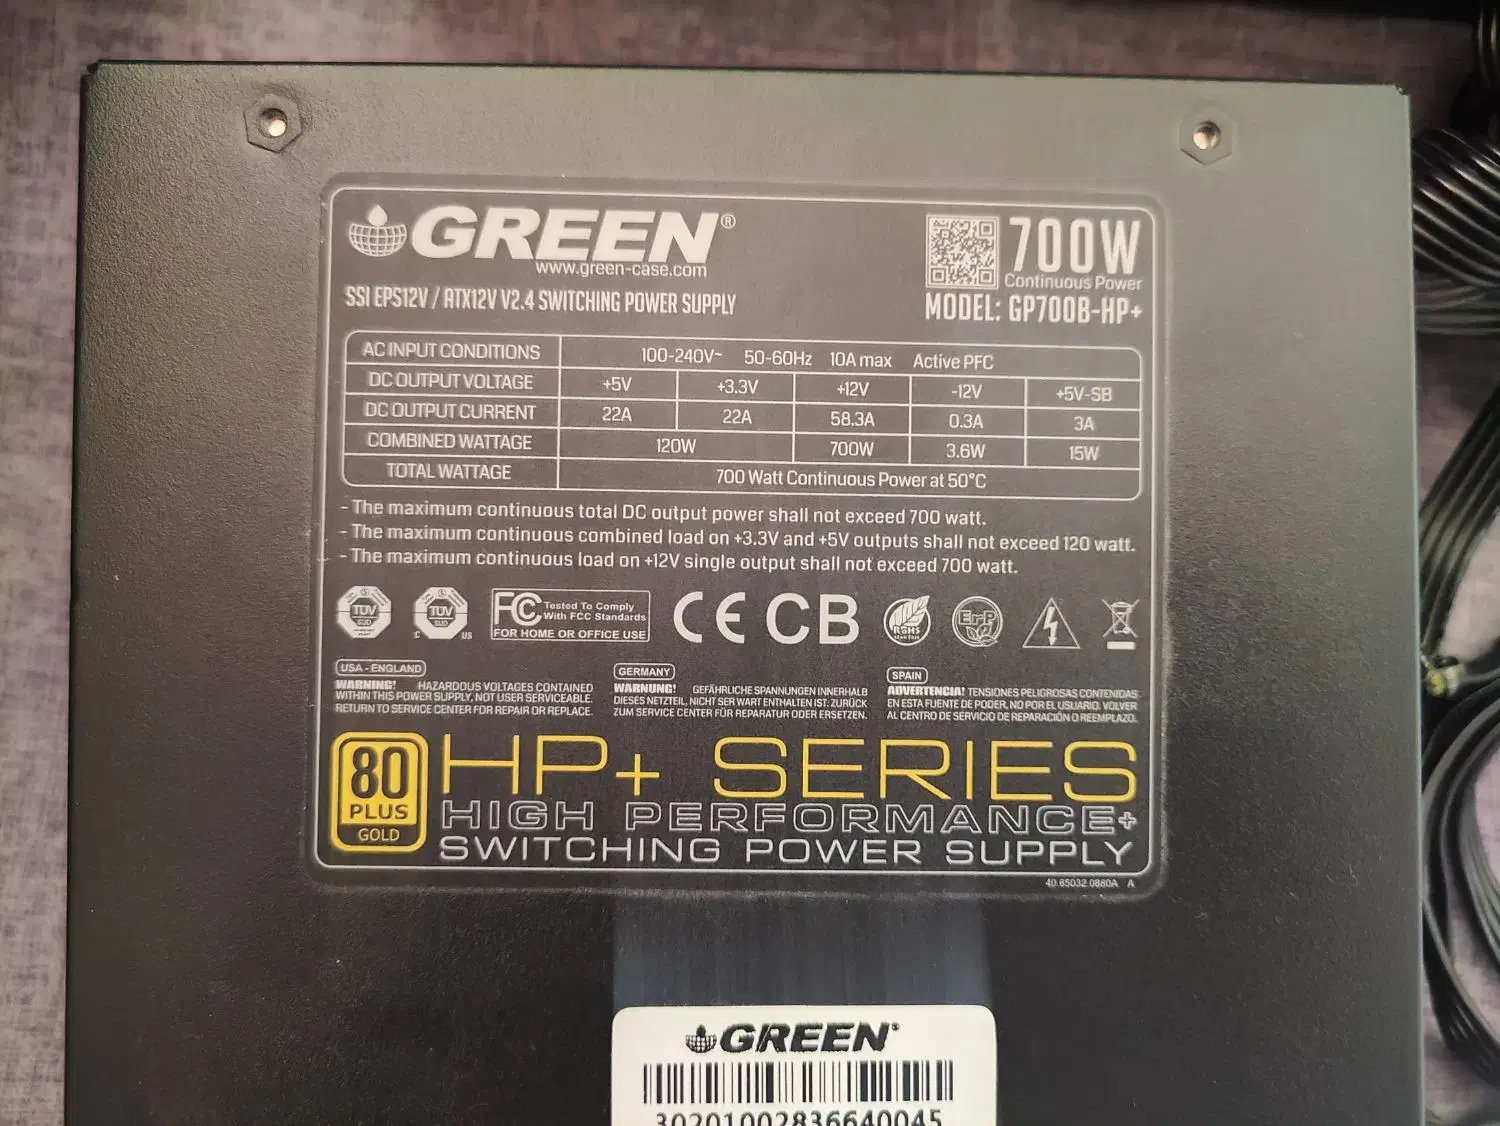 GREEN®
www.green-case.com
SSI EPS12V / ATX12V V2.4 SWITCHING POWER SUPPLY
700W
Continuous Power
MODEL: GP700B-HP+
AC INPUT CONDITIONS 100-240V~ 50-60Hz 10A max Active PFC
DC OUTPUT VOLTAGE +5V +3.3V +12V -12V +5V-SB
DC OUTPUT CURRENT 22A 22A 58.3A 0.3A 3A
COMBINED WATTAGE 120W 700W 3.6W 15W
TOTAL WATTAGE 700 Watt Continuous Power at 50°C
- The maximum continuous total DC output power shall not exceed 700 watt.
- The maximum continuous combined load on +3.3V and +5V outputs shall not exceed 120 watt.
- The maximum continuous load on +12V single output shall not exceed 700 watt.
TUV
SUD
C TUV US
SUD
FC Tested To Comply
With FCC Standards
FOR HOME OR OFFICE USE
CE CB
RoHS
ErP
USA - ENGLAND
WARNING! HAZARDOUS VOLTAGES CONTAINED
WITHIN THIS POWER SUPPLY, NOT USER SERVICEABLE.
RETURN TO SERVICE CENTER FOR REPAIR OR REPLACE.
GERMANY
WARNUNG! GEFÄHRLICHE SPANNUNGEN INNERHALB
DIESES NETZTEIL, NICHT SER WART ENTHALTEN IST. ZURÜCK
ZUM SERVICE CENTER FÜR REPARATUR ODER ERSETZEN.
SPAIN
ADVERTENCIA! TENSIONES PELIGROSAS CONTENIDAS
EN ESTA FUENTE DE PODER, NO POR EL USUARIO. VOLVER
AL CENTRO DE SERVICIO DE REPARACIÓN O REEMPLAZO.
80
PLUS
GOLD
HP+ SERIES
HIGH PERFORMANCE+
SWITCHING POWER SUPPLY
40.65032.0880A A
GREEN®
30201002836640045